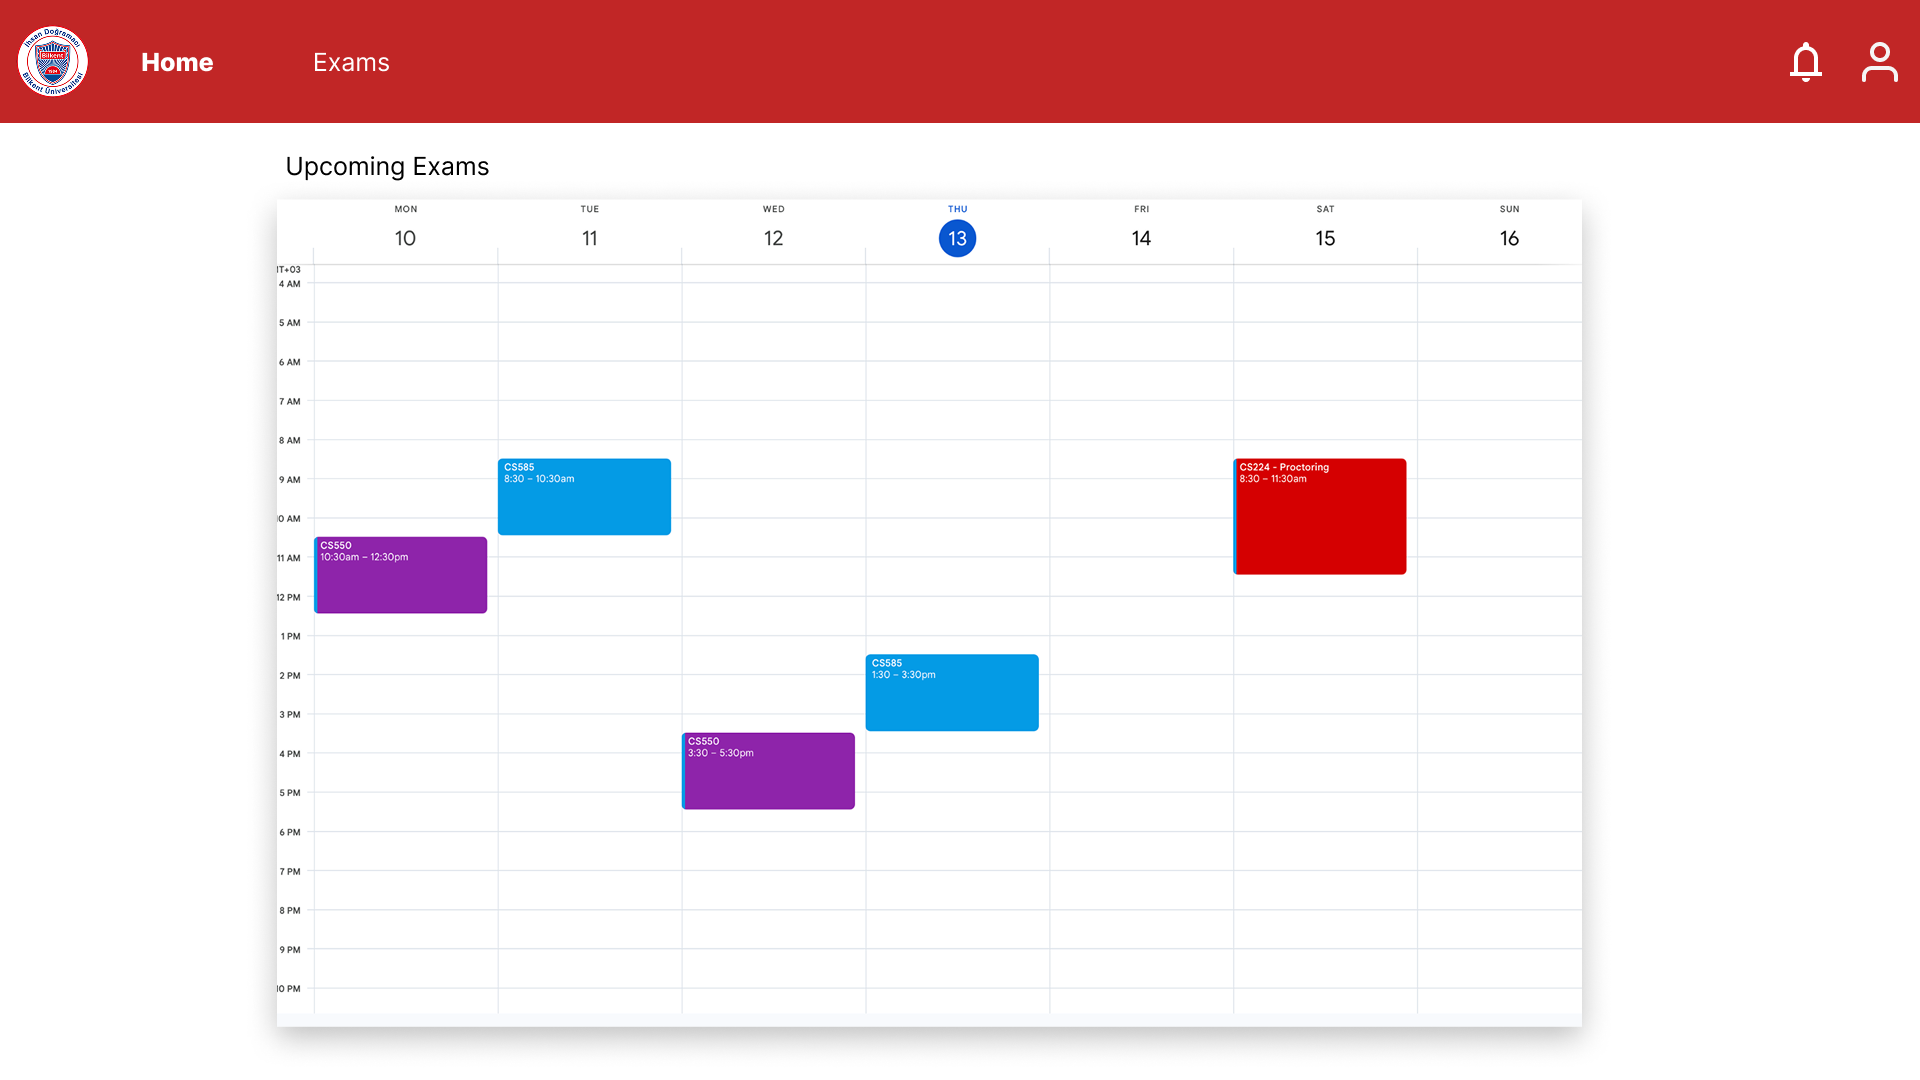 İhsan Doğramacı
Bilkent
1984
Bilkent Üniversitesi
Home
Exams
Upcoming Exams
MON
TUE
WED
THU
FRI
SAT
SUN
10
11
12
13
14
15
16
T+03
4 AM
5 AM
6 AM
7 AM
8 AM
9 AM
10 AM
11 AM
12 PM
1 PM
2 PM
3 PM
4 PM
5 PM
6 PM
7 PM
8 PM
9 PM
10 PM
CS550
10:30am – 12:30pm
CS585
8:30 – 10:30am
CS550
3:30 – 5:30pm
CS585
1:30 – 3:30pm
CS224 - Proctoring
8:30 – 11:30am